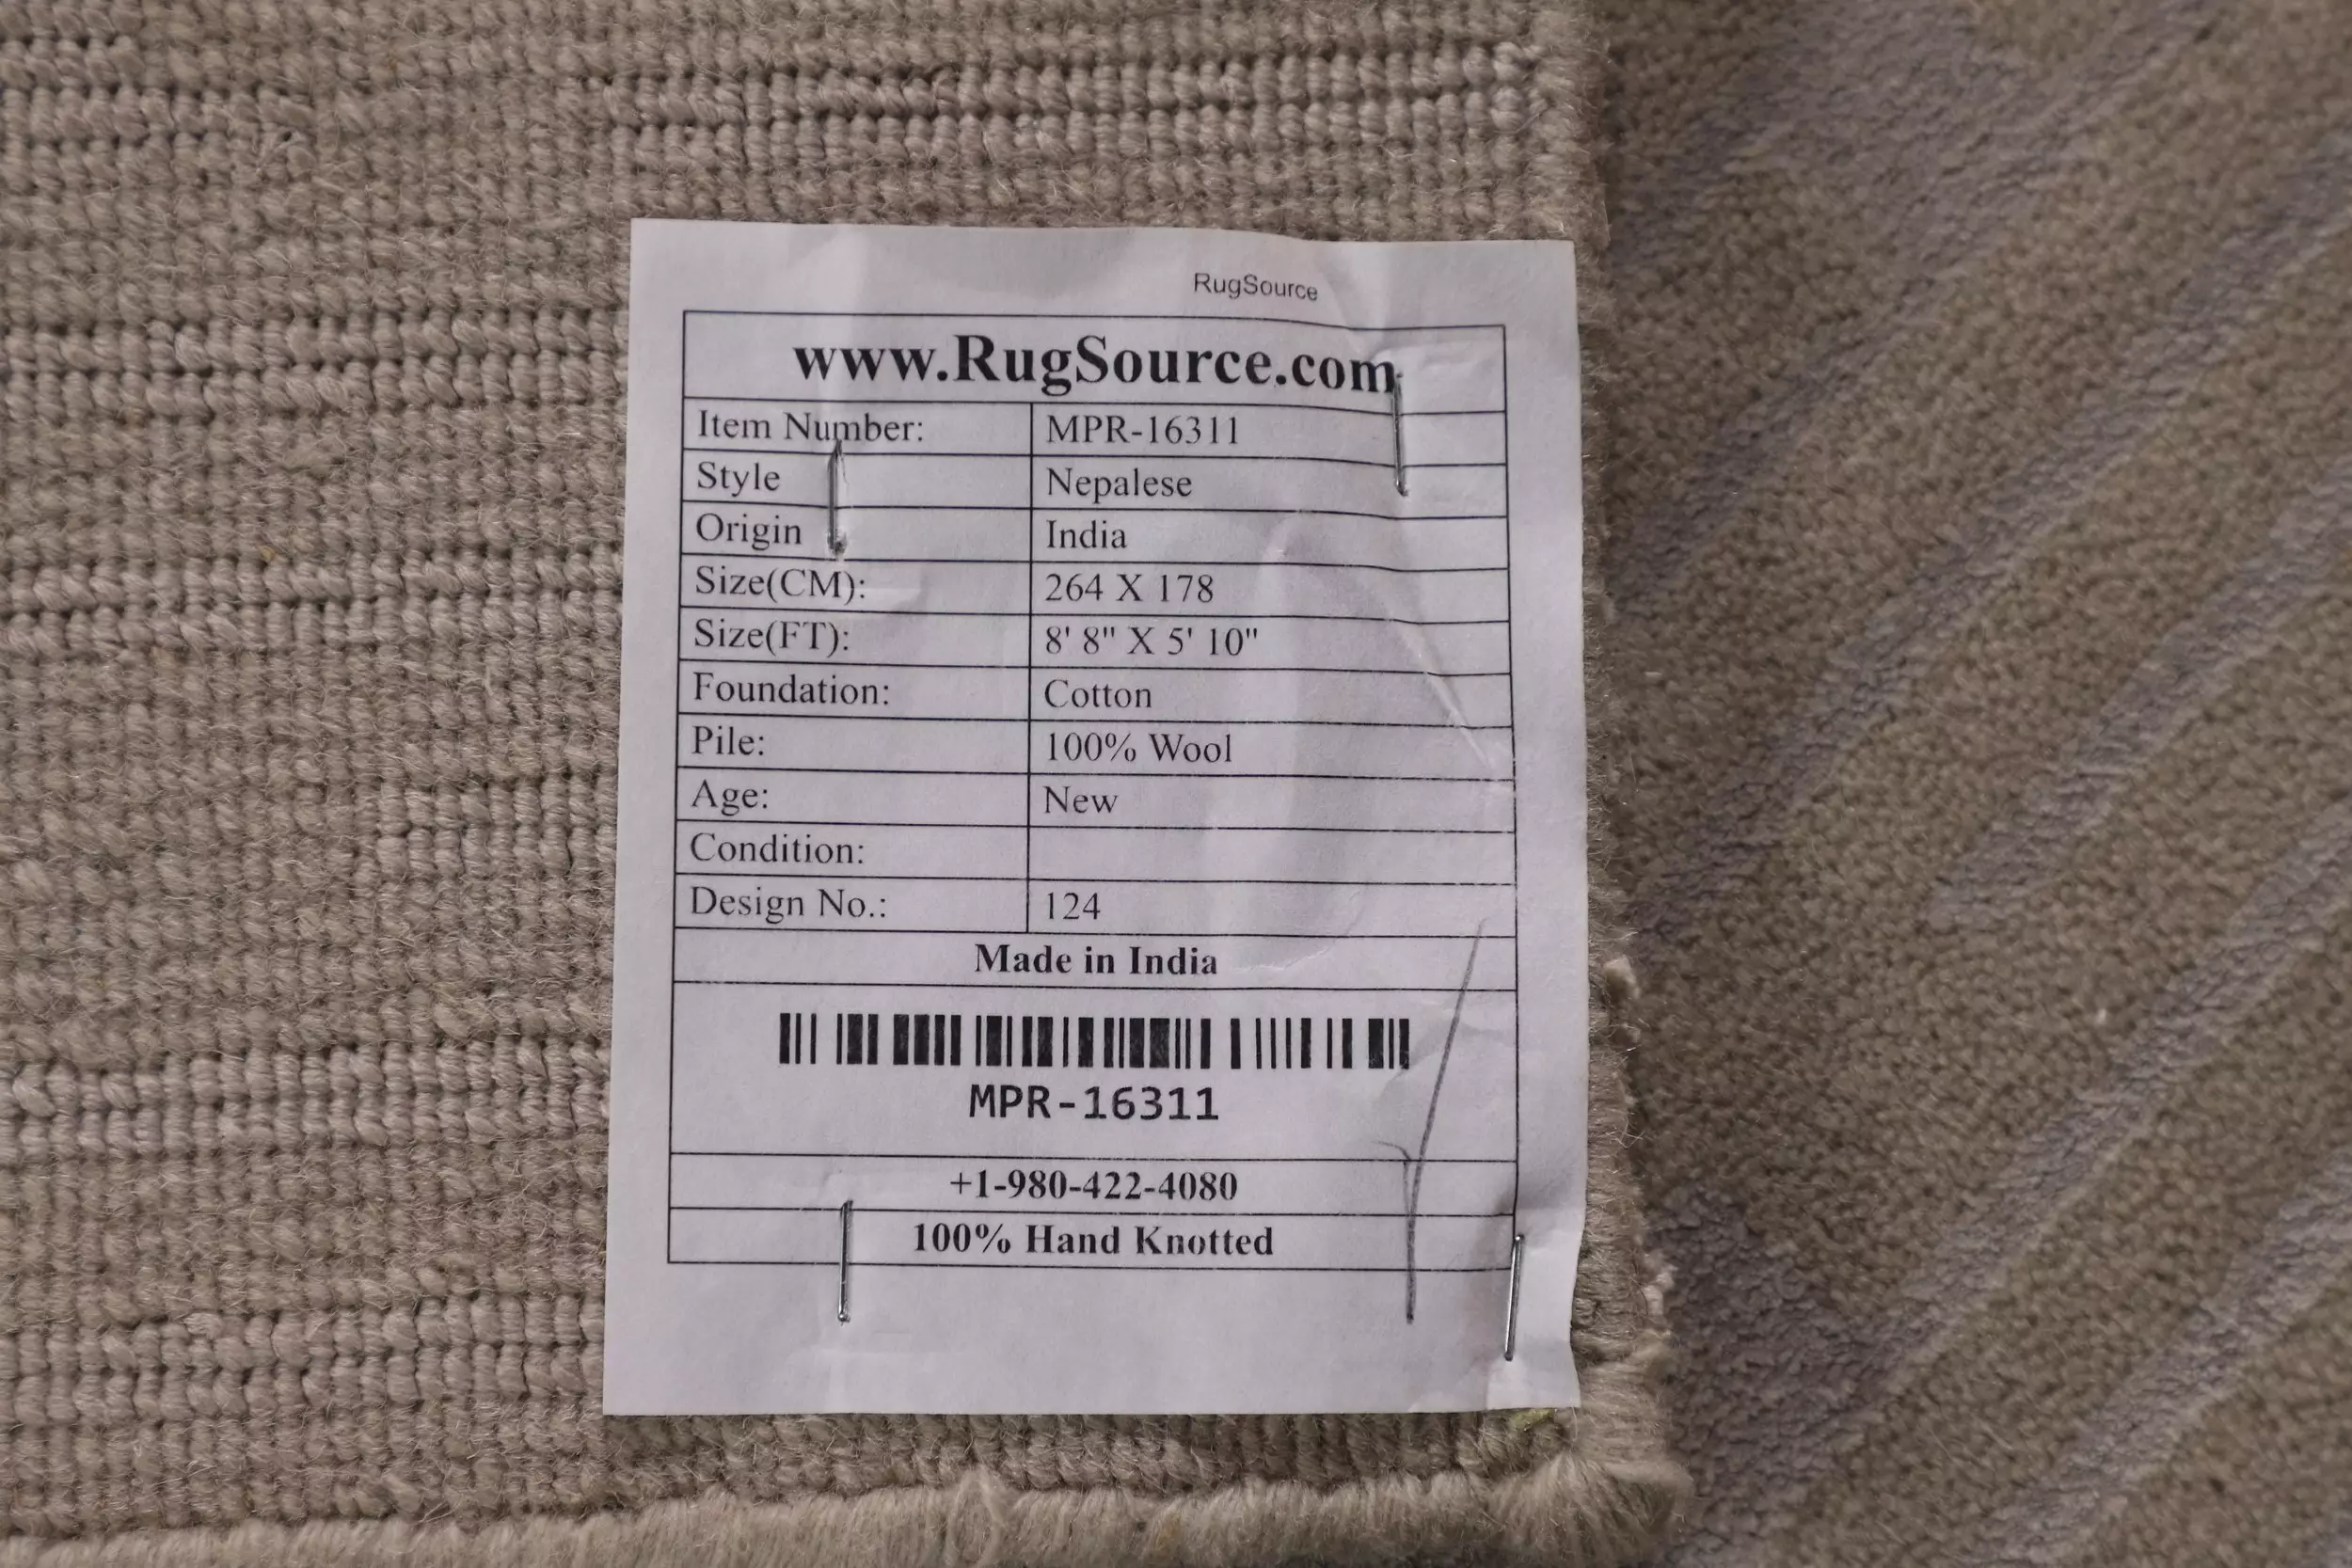 RugSource
www.RugSource.com
Item Number: MPR-16311
Style Nepalese
Origin India
Size(CM): 264 X 178
Size(FT): 8' 8" X 5' 10"
Foundation: Cotton
Pile: 100% Wool
Age: New
Condition:
Design No.: 124
Made in India
MPR-16311
+1-980-422-4080
100% Hand Knotted